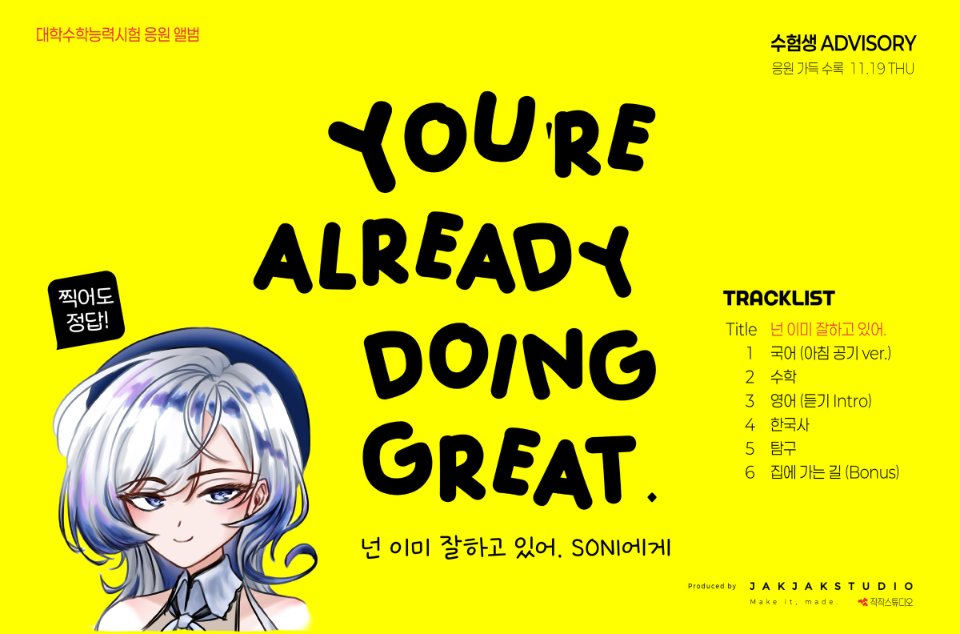 대학수학능력시험 응원 앨범
수험생 ADVISORY
응원 가득 수록 11.19 THU
YOU'RE
ALREADY
DOING
GREAT.
넌 이미 잘하고 있어. SONI에게
찍어도
정답!
TRACKLIST
Title 넌 이미 잘하고 있어.
1 국어 (아침 공기 ver.)
2 수학
3 영어 (듣기 Intro)
4 한국사
5 탐구
6 집에 가는 길 (Bonus)
Produced by JAKJAKSTUDIO
Make it, made. 작작스튜디오